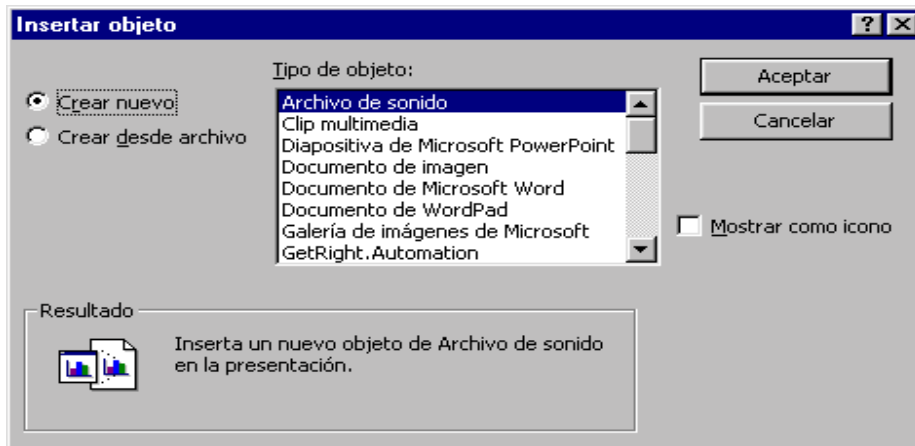 Insertar objeto
Crear nuevo
Crear desde archivo
Tipo de objeto:
Archivo de sonido
Clip multimedia
Diapositiva de Microsoft PowerPoint
Documento de imagen
Documento de Microsoft Word
Documento de WordPad
Galería de imágenes de Microsoft
GetRight.Automation
Aceptar
Cancelar
Mostrar como icono
Resultado
Inserta un nuevo objeto de Archivo de sonido
en la presentación.